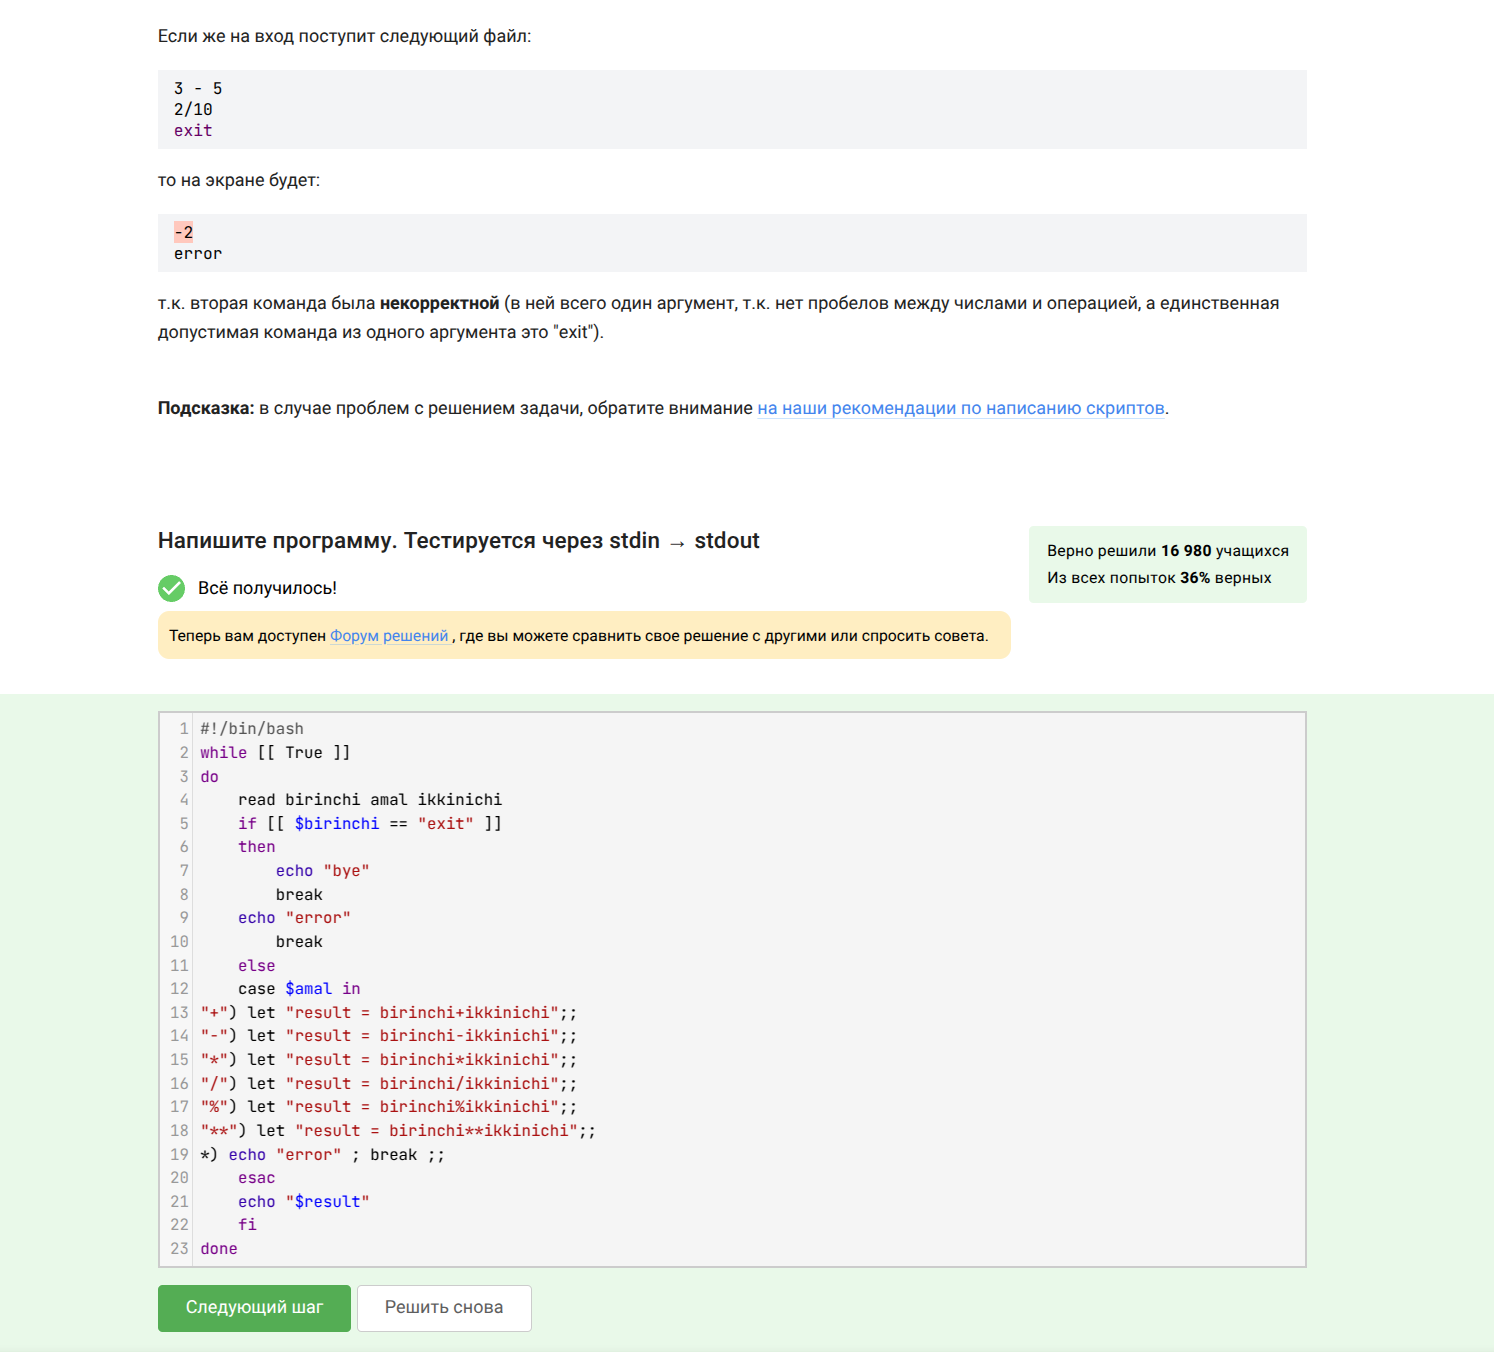 Если же на вход поступит следующий файл:
3 - 5
2/10
exit
то на экране будет:
-2
error
т.к. вторая команда была некорректной (в ней всего один аргумент, т.к. нет пробелов между числами и операцией, а единственная
допустимая команда из одного аргумента это "exit").
Подсказка: в случае проблем с решением задачи, обратите внимание на наши рекомендации по написанию скриптов.
Напишите программу. Тестируется через stdin → stdout
Верно решили 16 980 учащихся
Из всех попыток 36% верных
Всё получилось!
Теперь вам доступен Форум решений , где вы можете сравнить свое решение с другими или спросить совета.
1 #!/bin/bash
2 while [[ True ]]
3 do
4     read birinchi amal ikkinichi
5     if [[ $birinchi == "exit" ]]
6     then
7         echo "bye"
8         break
9     echo "error"
10         break
11     else
12     case $amal in
13 "+") let "result = birinchi+ikkinichi";;
14 "-") let "result = birinchi-ikkinichi";;
15 "*") let "result = birinchi*ikkinichi";;
16 "/") let "result = birinchi/ikkinichi";;
17 "%") let "result = birinchi%ikkinichi";;
18 "**") let "result = birinchi**ikkinichi";;
19 *) echo "error" ; break ;;
20     esac
21     echo "$result"
22     fi
23 done
Следующий шаг
Решить снова